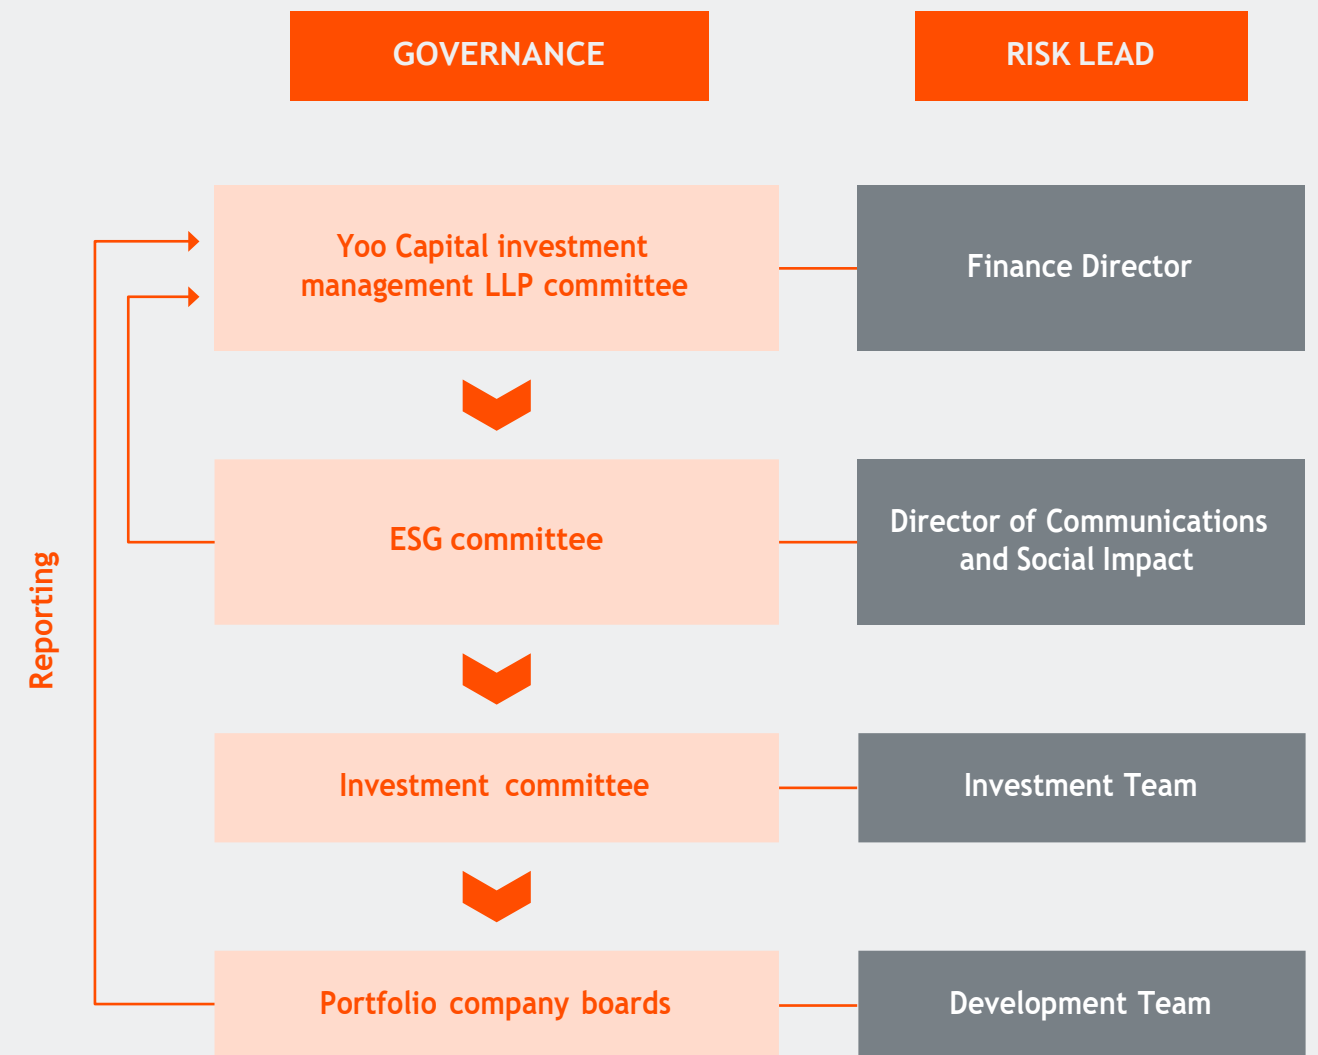 GOVERNANCE
RISK LEAD
Yoo Capital investment
management LLP committee
Finance Director
ESG committee
Director of Communications
and Social Impact
Reporting
Investment committee
Investment Team
Portfolio company boards
Development Team